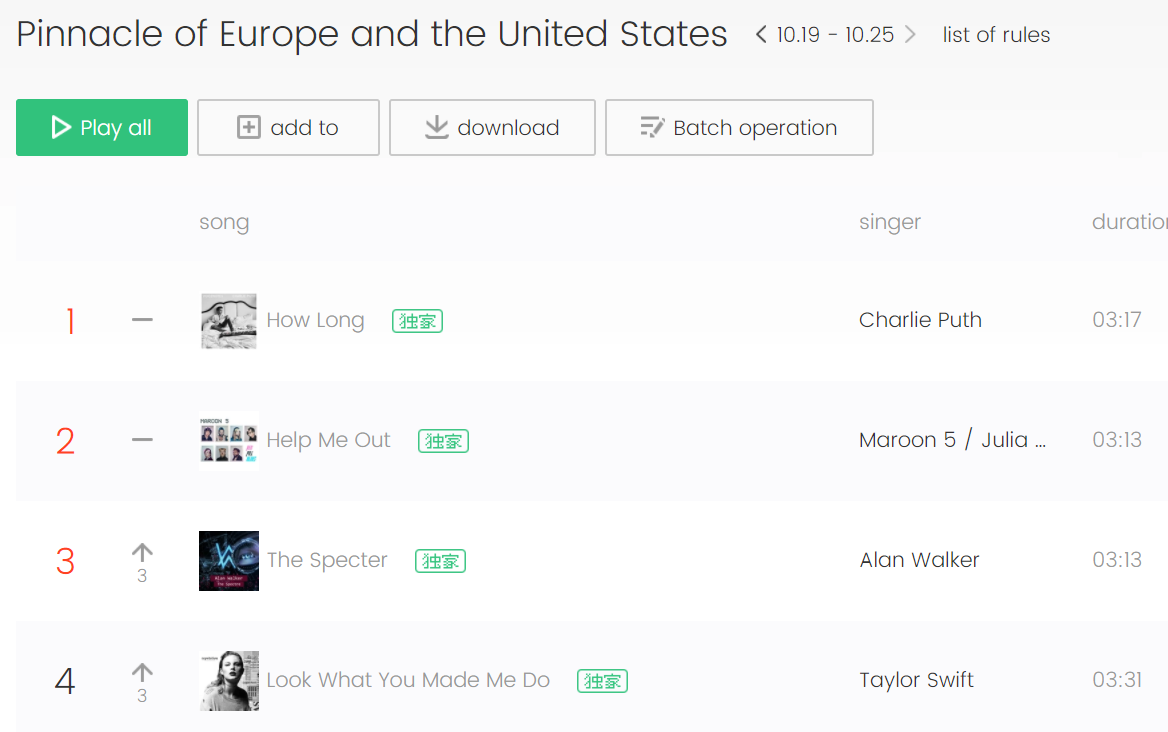 Pinnacle of Europe and the United States 10.19 - 10.25 list of rules
Play all add to download Batch operation
song singer duration
1 How Long 独家 Charlie Puth 03:17
MAROON 5
2 Help Me Out 独家 Maroon 5 / Julia ... 03:13
3 3 The Specter 独家 Alan Walker 03:13
Alan Walker
The Spectre
4 3 Look What You Made Me Do 独家 Taylor Swift 03:31